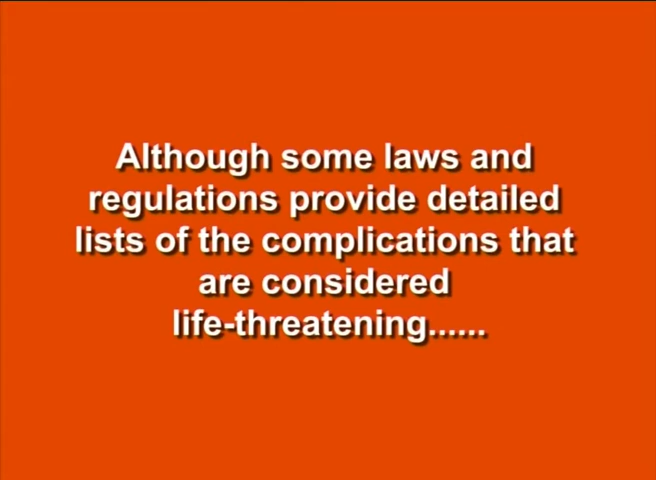 Although some laws and
regulations provide detailed
lists of the complications that
are considered
life-threatening......